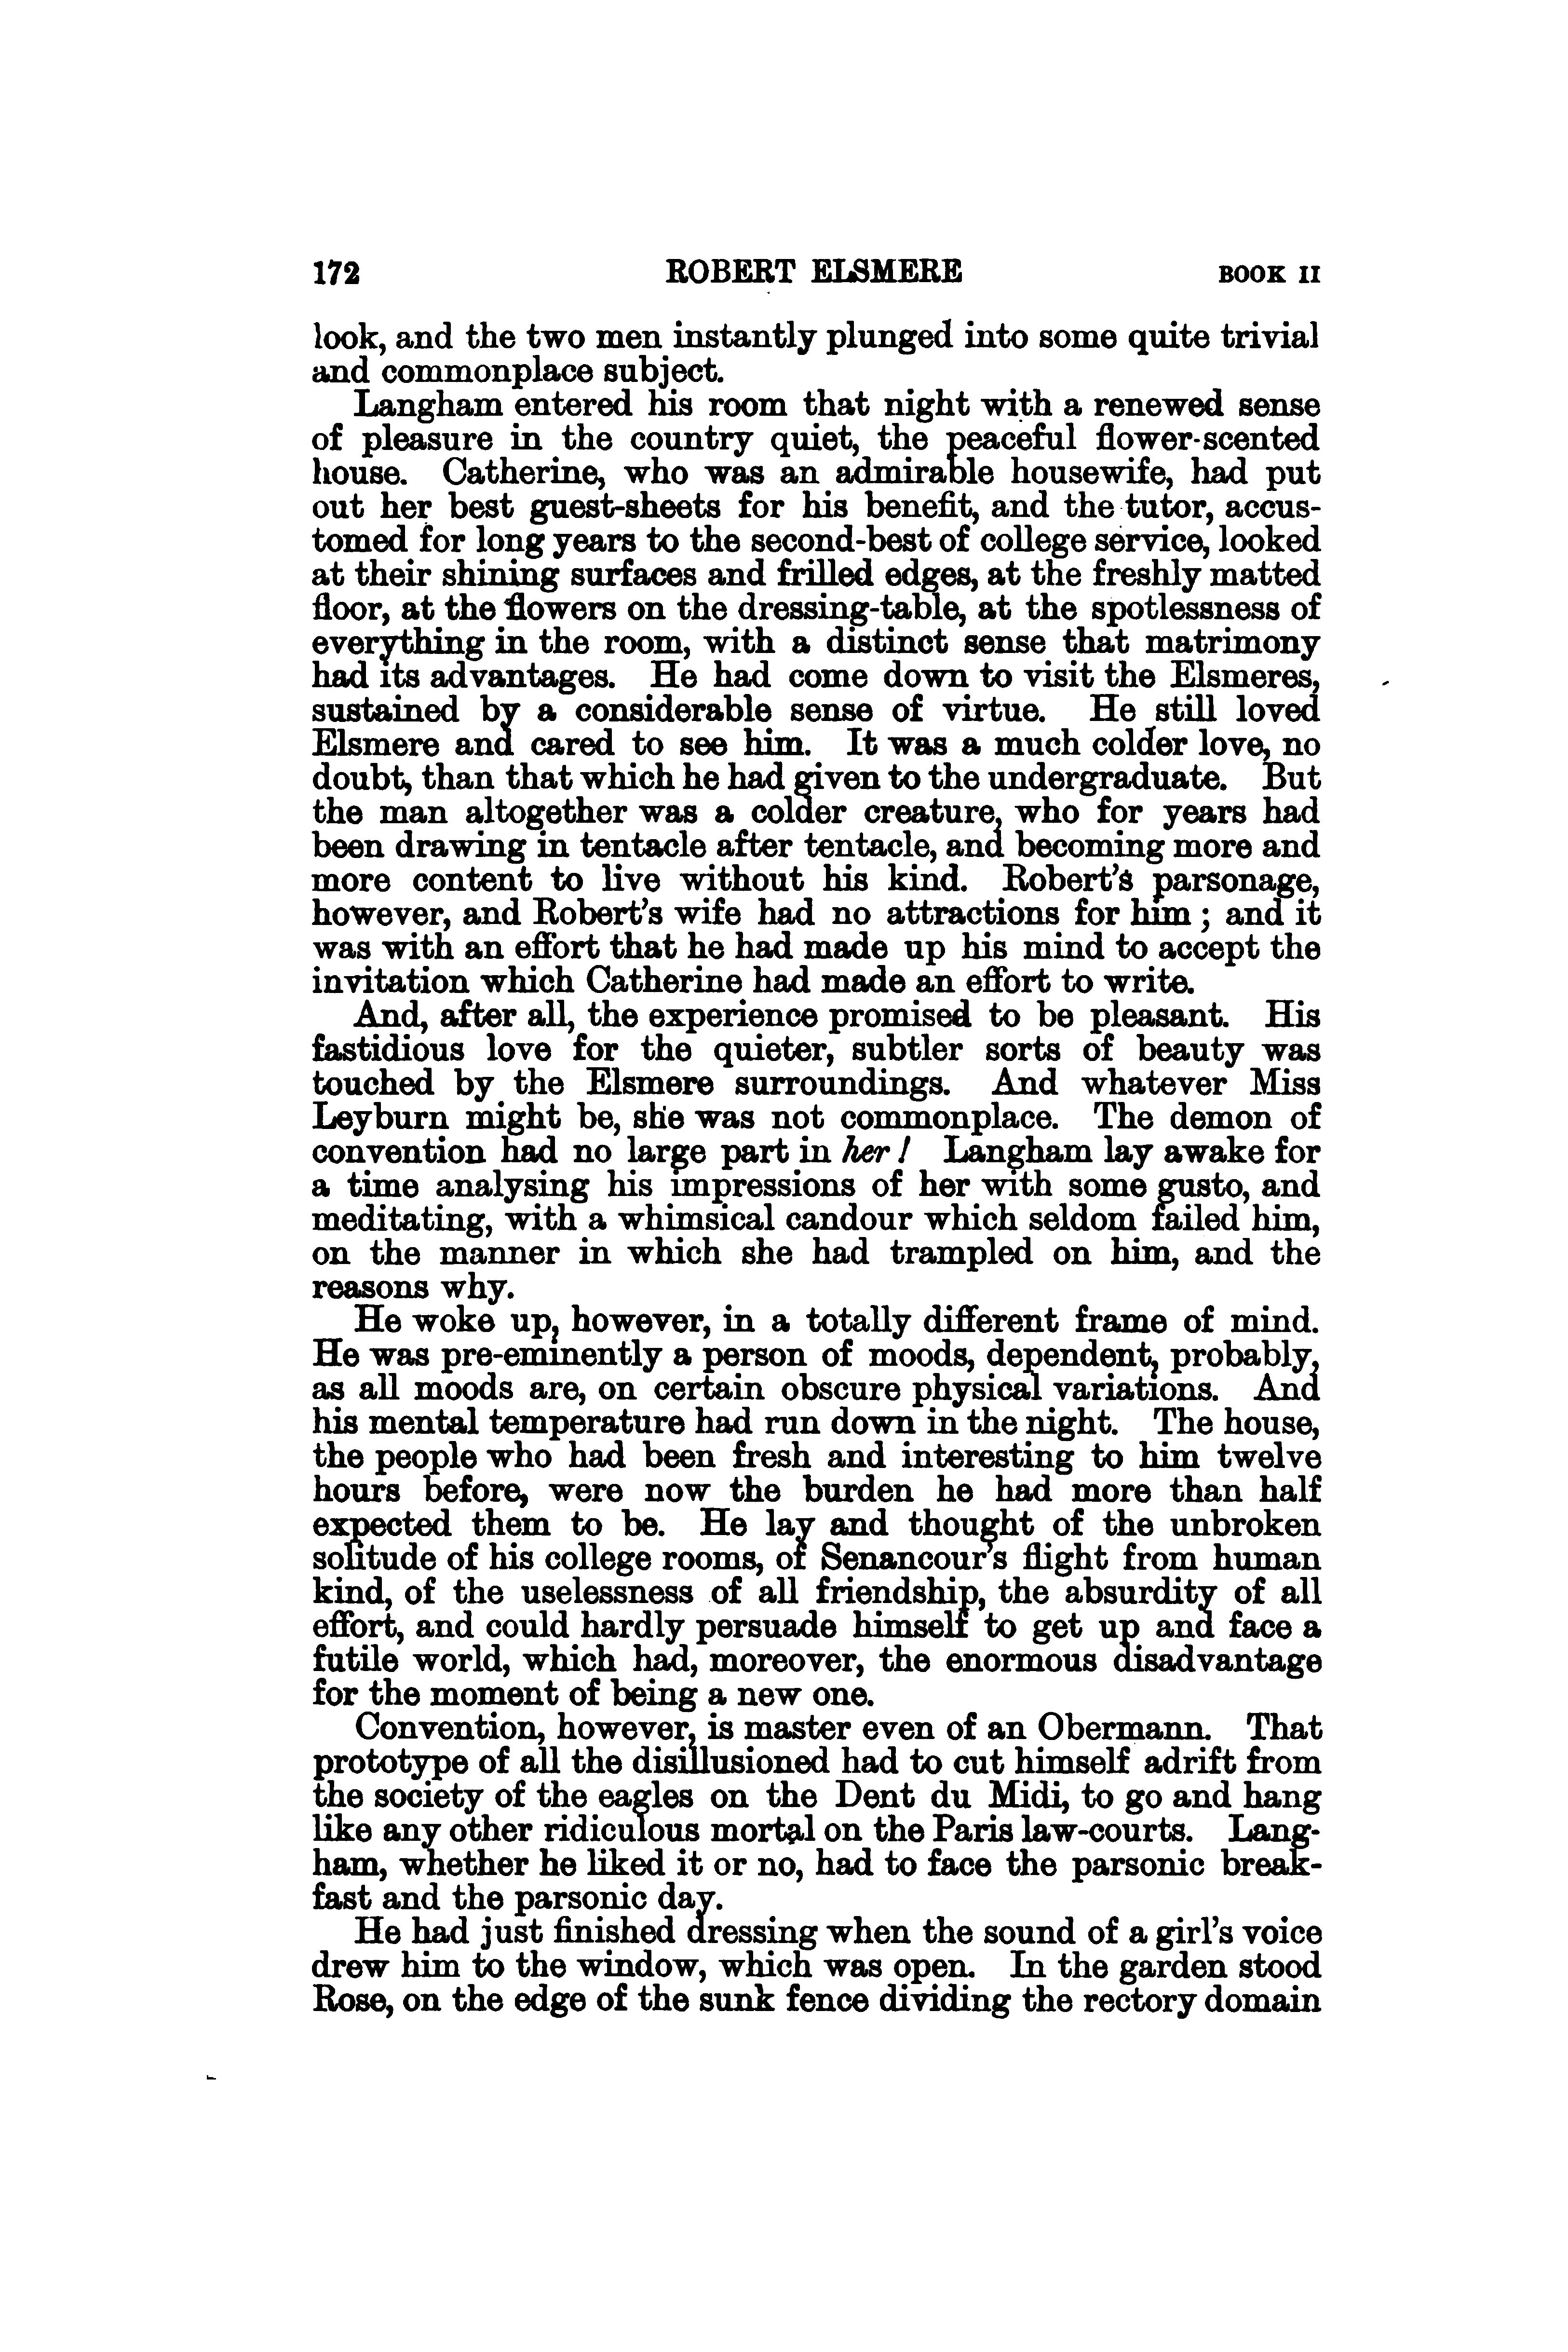 172 ROBERT ELSMERE BOOK II
look, and the two men instantly plunged into some quite trivial
and commonplace subject.
Langham entered his room that night with a renewed sense
of pleasure in the country quiet, the peaceful flower-scented
house. Catherine, who was an admirable housewife, had put
out her best guest-sheets for his benefit, and the tutor, accus-
tomed for long years to the second-best of college service, looked
at their shining surfaces and frilled edges, at the freshly matted
floor, at the flowers on the dressing-table, at the spotlessness of
everything in the room, with a distinct sense that matrimony
had its advantages. He had come down to visit the Elsmeres,
sustained by a considerable sense of virtue. He still loved
Elsmere and cared to see him. It was a much colder love, no
doubt, than that which he had given to the undergraduate. But
the man altogether was a colder creature, who for years had
been drawing in tentacle after tentacle, and becoming more and
more content to live without his kind. Robert's parsonage,
however, and Robert's wife had no attractions for him; and it
was with an effort that he had made up his mind to accept the
invitation which Catherine had made an effort to write.
And, after all, the experience promised to be pleasant. His
fastidious love for the quieter, subtler sorts of beauty was
touched by the Elsmere surroundings. And whatever Miss
Leyburn might be, she was not commonplace. The demon of
convention had no large part in her! Langham lay awake for
a time analysing his impressions of her with some gusto, and
meditating, with a whimsical candour which seldom failed him,
on the manner in which she had trampled on him, and the
reasons why.
He woke up, however, in a totally different frame of mind.
He was pre-eminently a person of moods, dependent, probably,
as all moods are, on certain obscure physical variations. And
his mental temperature had run down in the night. The house,
the people who had been fresh and interesting to him twelve
hours before, were now the burden he had more than half
expected them to be. He lay and thought of the unbroken
solitude of his college rooms, of Senancour's flight from human
kind, of the uselessness of all friendship, the absurdity of all
effort, and could hardly persuade himself to get up and face a
futile world, which had, moreover, the enormous disadvantage
for the moment of being a new one.
Convention, however, is master even of an Obermann. That
prototype of all the disillusioned had to cut himself adrift from
the society of the eagles on the Dent du Midi, to go and hang
like any other ridiculous mortal on the Paris law-courts. Lang-
ham, whether he liked it or no, had to face the parsonic break-
fast and the parsonic day.
He had just finished dressing when the sound of a girl's voice
drew him to the window, which was open. In the garden stood
Rose, on the edge of the sunk fence dividing the rectory domain